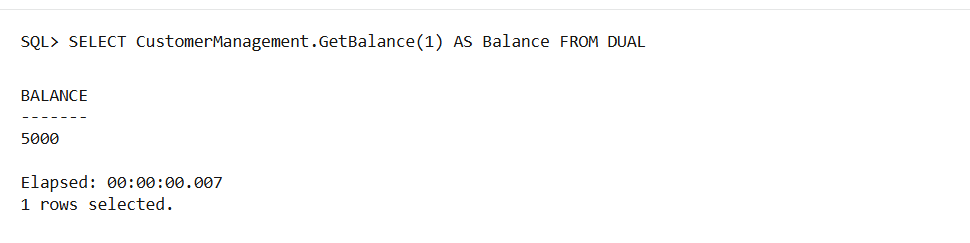 SQL> SELECT CustomerManagement.GetBalance(1) AS Balance FROM DUAL
BALANCE
-------
5000
Elapsed: 00:00:00.007
1 rows selected.